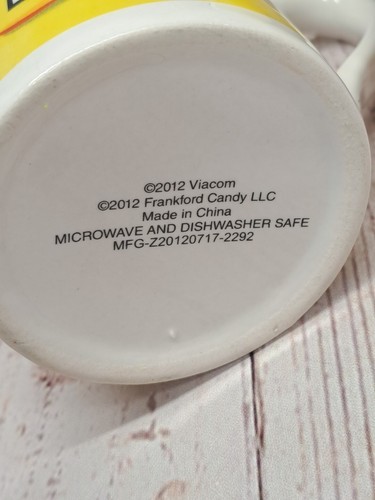 ©2012 Viacom
©2012 Frankford Candy LLC
Made in China
MICROWAVE AND DISHWASHER SAFE
MFG-Z20120717-2292